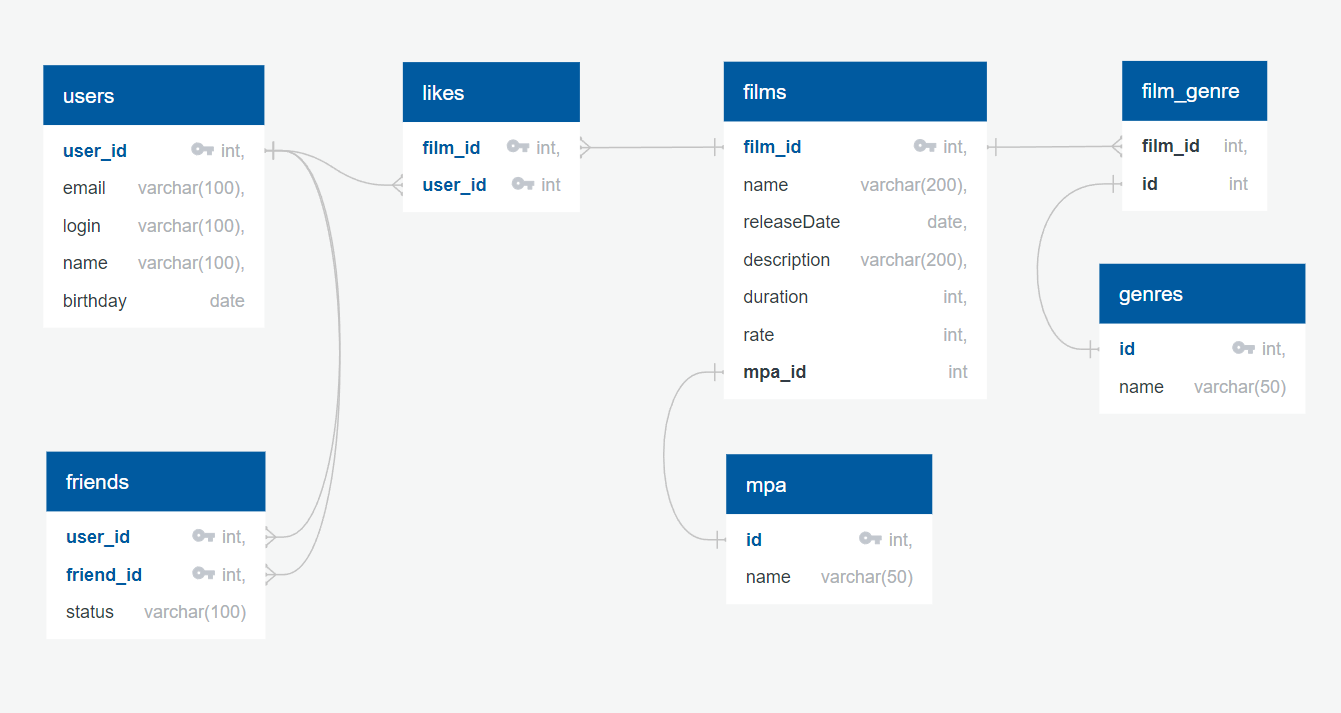 users
user_id int,
email varchar(100),
login varchar(100),
name varchar(100),
birthday date
likes
film_id int,
user_id int
films
film_id int,
name varchar(200),
releaseDate date,
description varchar(200),
duration int,
rate int,
mpa_id int
film_genre
film_id int,
id int
genres
id int,
name varchar(50)
friends
user_id int,
friend_id int,
status varchar(100)
mpa
id int,
name varchar(50)